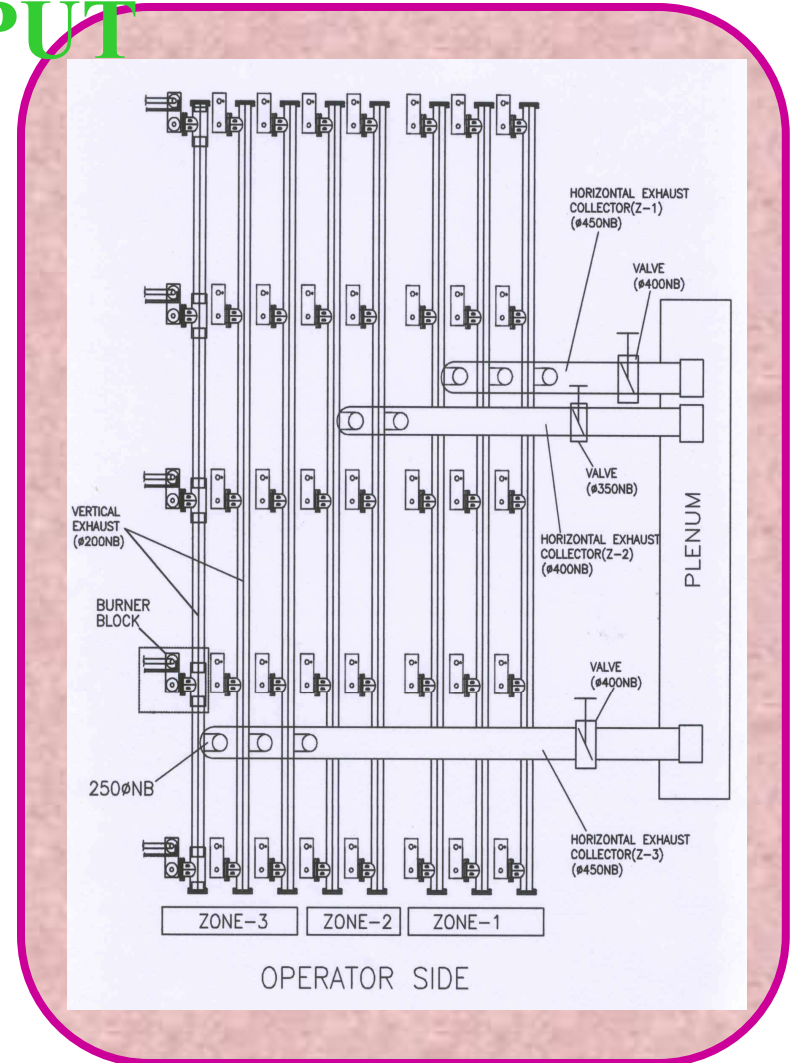 PUT
HORIZONTAL EXHAUST
COLLECTOR(Z-1)
(ø450NB)
VALVE
(ø400NB)
VALVE
(ø350NB)
VERTICAL
EXHAUST
(ø200NB)
HORIZONTAL EXHAUST
COLLECTOR(Z-2)
(ø400NB)
PLENUM
BURNER
BLOCK
VALVE
(ø400NB)
250øNB
HORIZONTAL EXHAUST
COLLECTOR(Z-3)
(ø450NB)
ZONE-3
ZONE-2
ZONE-1
OPERATOR SIDE